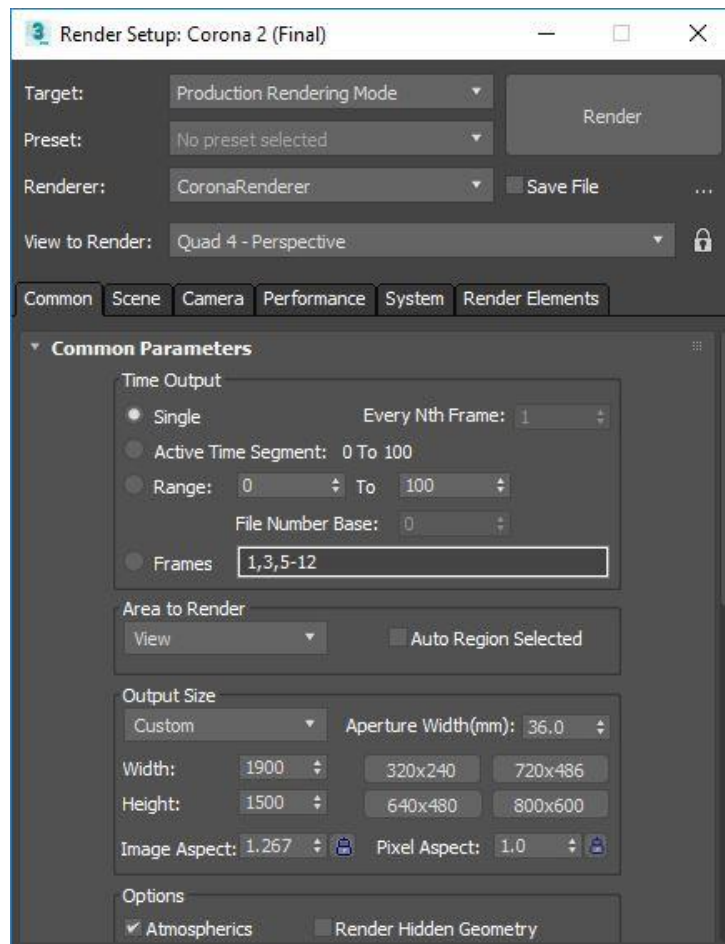 3 Render Setup: Corona 2 (Final)
Target: Production Rendering Mode
Render
Preset: No preset selected
Renderer: CoronaRenderer Save File ...
View to Render: Quad 4 - Perspective
Common Scene Camera Performance System Render Elements
Common Parameters
Time Output
Single Every Nth Frame: 1
Active Time Segment: 0 To 100
Range: 0 To 100
File Number Base: 0
Frames 1,3,5-12
Area to Render
View Auto Region Selected
Output Size
Custom Aperture Width(mm): 36.0
Width: 1900 320x240 720x486
Height: 1500 640x480 800x600
Image Aspect: 1.267 Pixel Aspect: 1.0
Options
Atmospherics Render Hidden Geometry